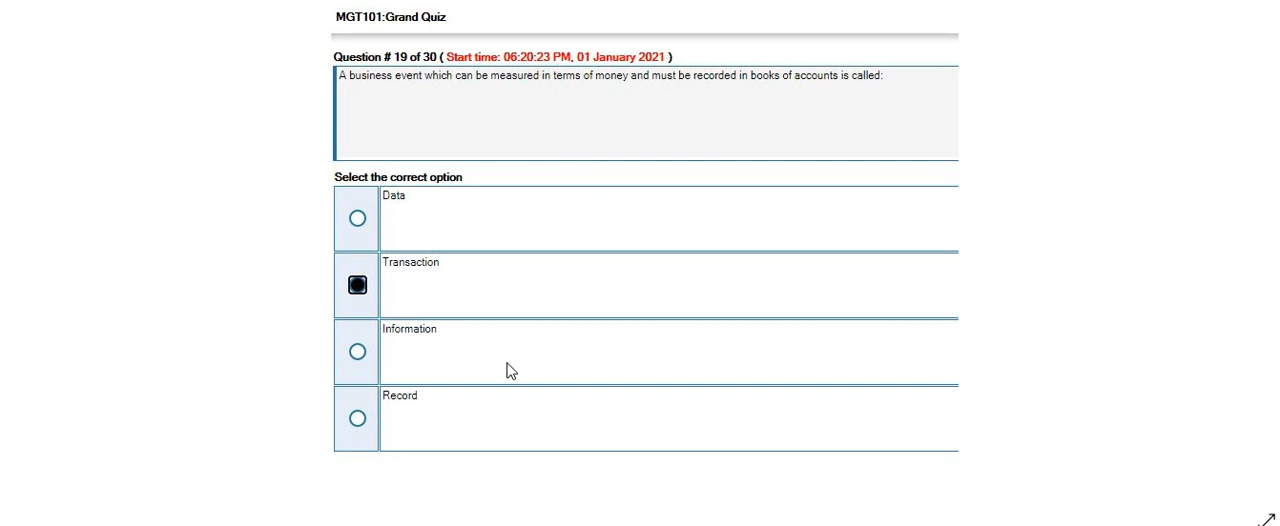 MGT101:Grand Quiz
Question # 19 of 30 ( Start time: 06:20:23 PM, 01 January 2021 )
A business event which can be measured in terms of money and must be recorded in books of accounts is called:
Select the correct option
Data
Transaction
Information
Record